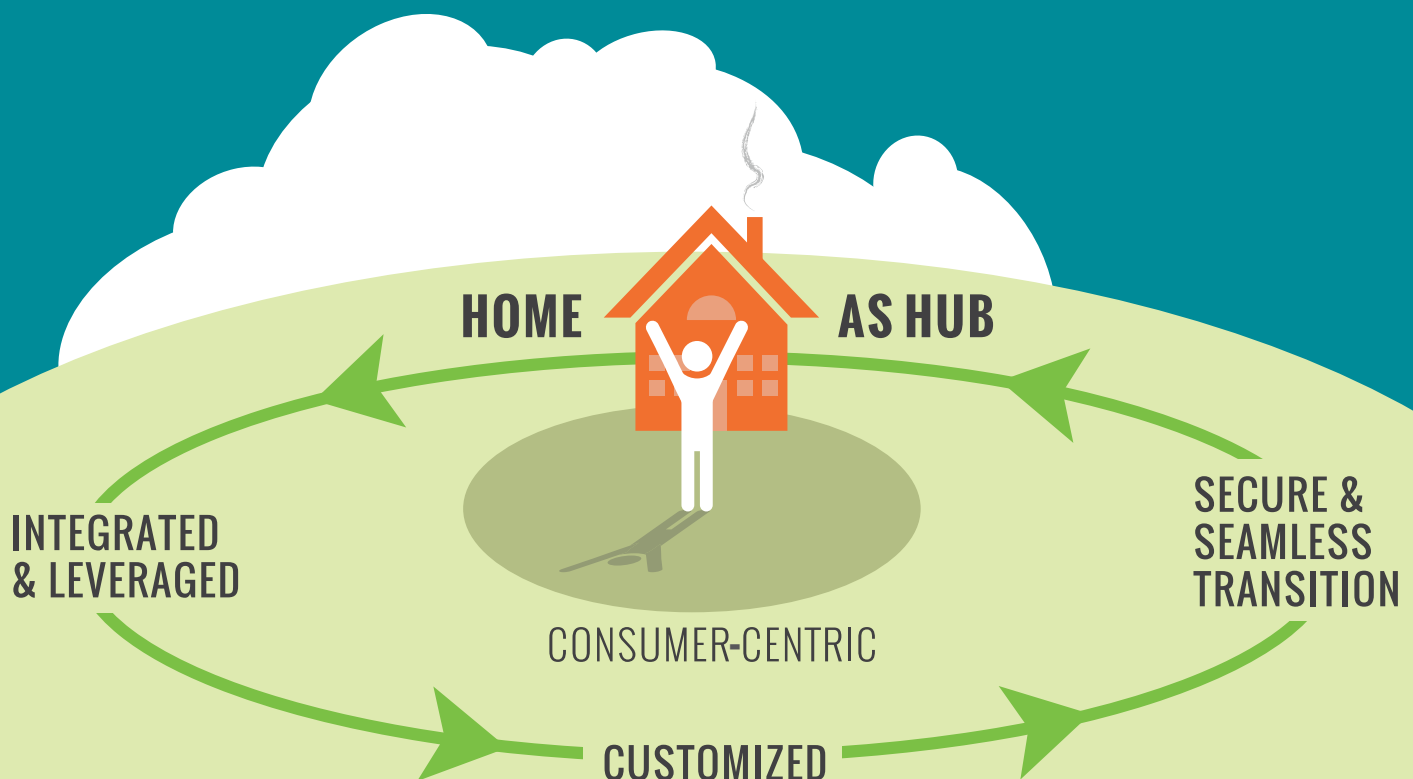 HOME AS HUB
INTEGRATED
& LEVERAGED
SECURE &
SEAMLESS
TRANSITION
CONSUMER-CENTRIC
CUSTOMIZED